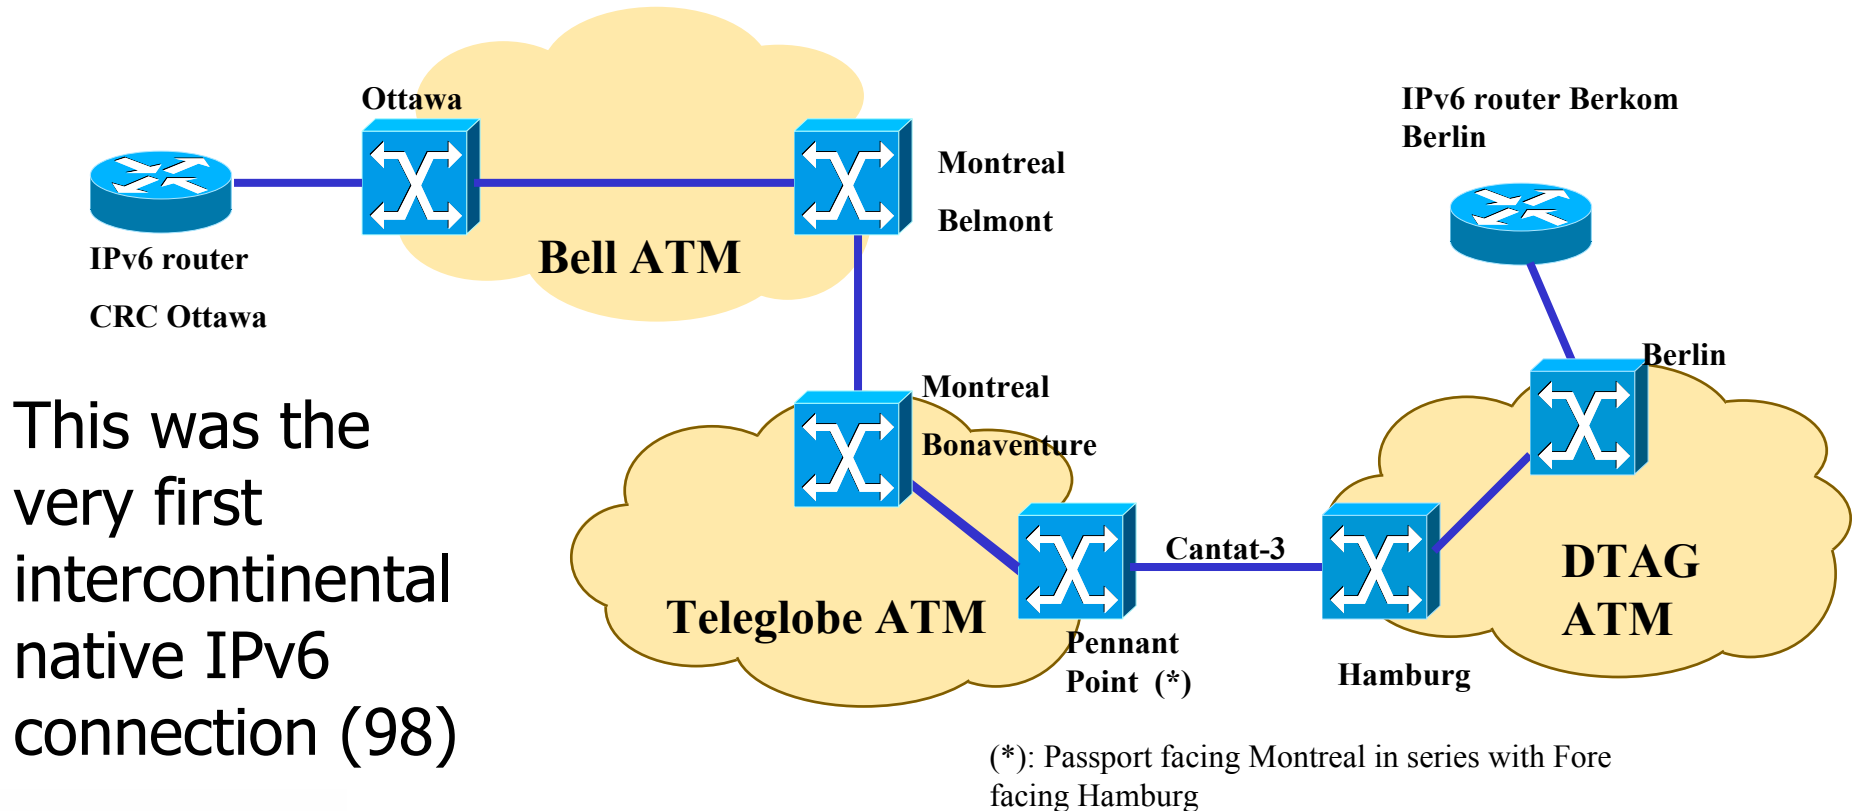 Ottawa
IPv6 router Berkom
Berlin
Montreal
Belmont
Bell ATM
IPv6 router
CRC Ottawa
Berlin
Montreal
Bonaventure
This was the
very first
intercontinental
native IPv6
connection (98)
Cantat-3
DTAG
ATM
Teleglobe ATM
Pennant
Point (*)
Hamburg
(*): Passport facing Montreal in series with Fore
facing Hamburg